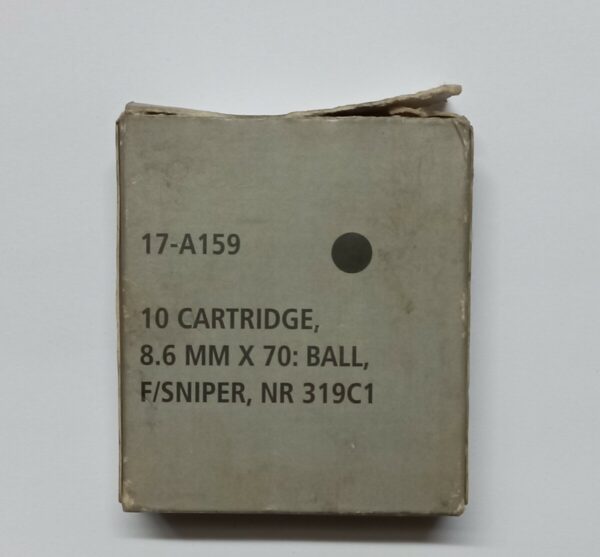 17-A159
10 CARTRIDGE,
8.6 MM X 70: BALL,
F/SNIPER, NR 319C1